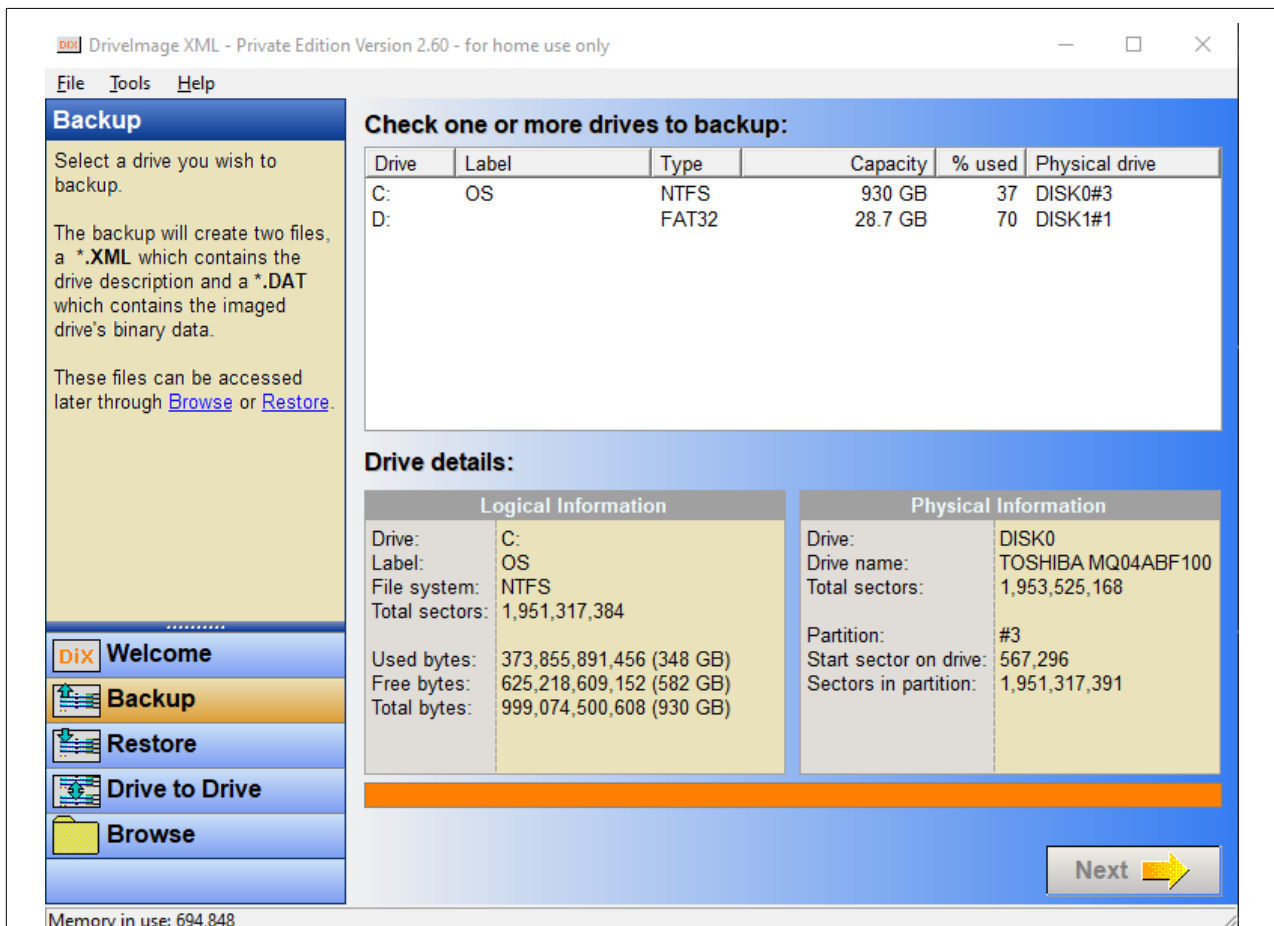 DiX DriveImage XML - Private Edition Version 2.60 - for home use only
File Tools Help
Backup
Select a drive you wish to
backup.
The backup will create two files,
a *.XML which contains the
drive description and a *.DAT
which contains the imaged
drive's binary data.
These files can be accessed
later through Browse or Restore.
DiX Welcome
Backup
Restore
Drive to Drive
Browse
Check one or more drives to backup:
Drive Label Type Capacity % used Physical drive
C: OS NTFS 930 GB 37 DISK0#3
D: FAT32 28.7 GB 70 DISK1#1
Drive details:
Logical Information
Drive: C:
Label: OS
File system: NTFS
Total sectors: 1,951,317,384
Used bytes: 373,855,891,456 (348 GB)
Free bytes: 625,218,609,152 (582 GB)
Total bytes: 999,074,500,608 (930 GB)
Physical Information
Drive: DISK0
Drive name: TOSHIBA MQ04ABF100
Total sectors: 1,953,525,168
Partition: #3
Start sector on drive: 567,296
Sectors in partition: 1,951,317,391
Next
Memory in use: 694,848